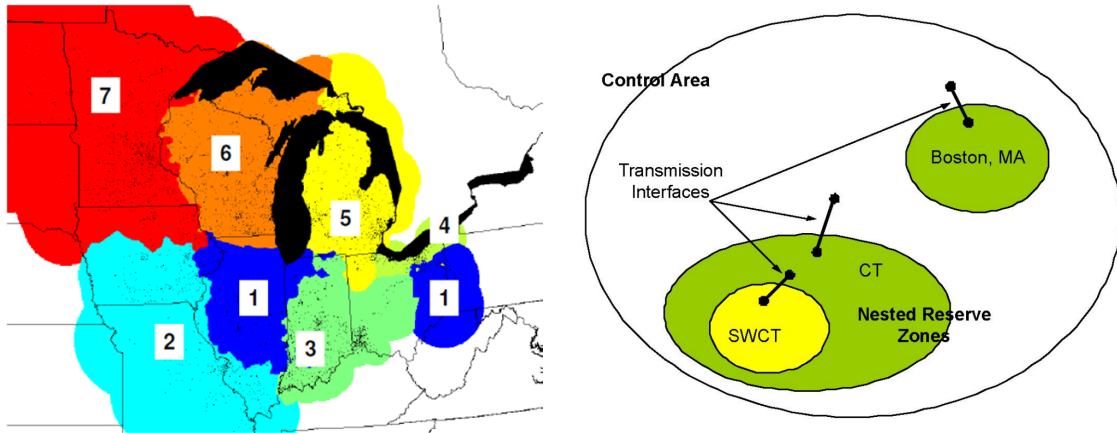 7
6
5
4
1
1
2
3
Control Area
Boston, MA
Transmission
Interfaces
CT
Nested Reserve
Zones
SWCT